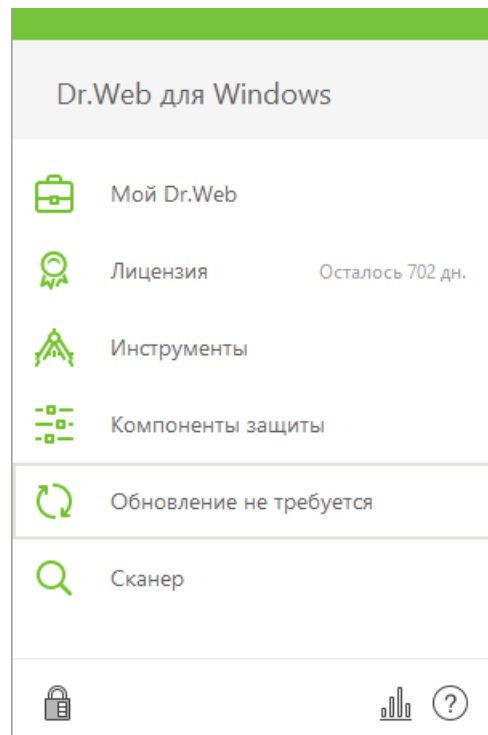 Dr.Web для Windows
Мой Dr.Web
Лицензия Осталось 702 дн.
Инструменты
Компоненты защиты
Обновление не требуется
Сканер
?